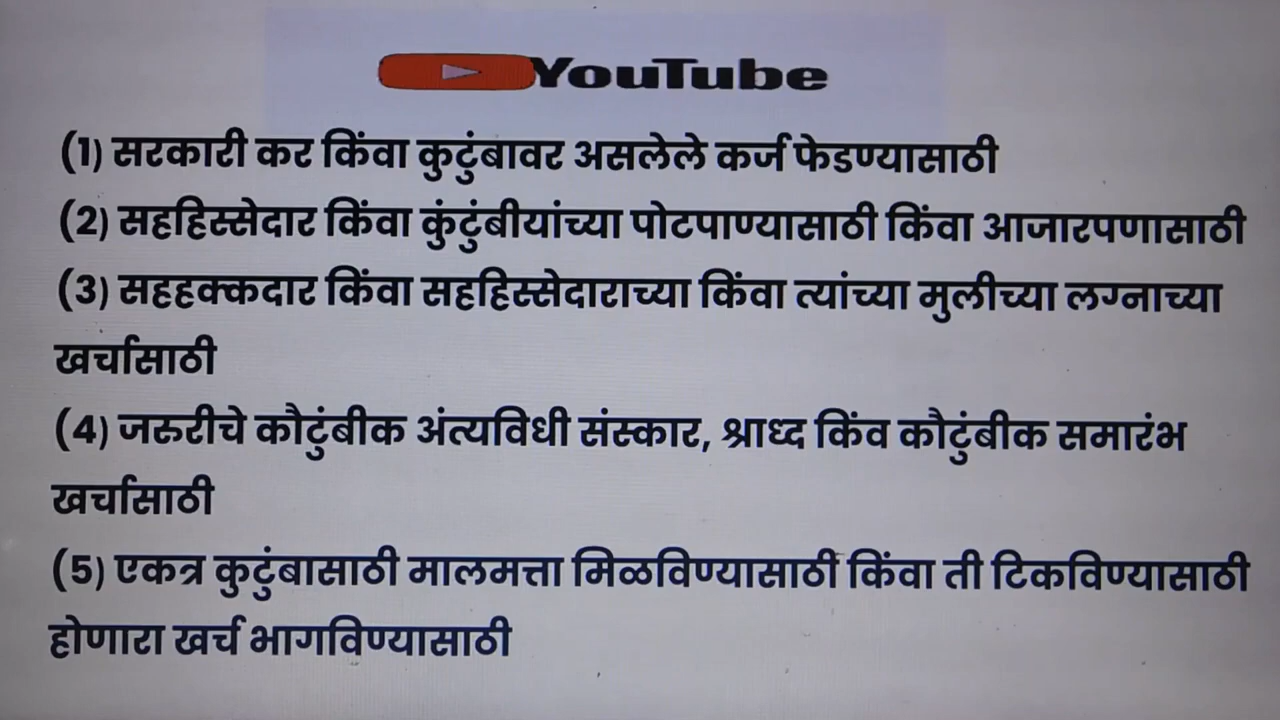 YouTube
(1) सरकारी कर किंवा कुटुंबावर असलेले कर्ज फेडण्यासाठी
(2) सहहिस्सेदार किंवा कुंटुंबीयांच्या पोटपाण्यासाठी किंवा आजारपणासाठी
(3) सहहक्कदार किंवा सहहिस्सेदाराच्या किंवा त्यांच्या मुलीच्या लग्नाच्या
खर्चासाठी
(4) जरुरीचे कौटुंबीक अंत्यविधी संस्कार, श्राध्द किंव कौटुंबीक समारंभ
खर्चासाठी
(5) एकत्र कुटुंबासाठी मालमत्ता मिळविण्यासाठी किंवा ती टिकविण्यासाठी
होणारा खर्च भागविण्यासाठी